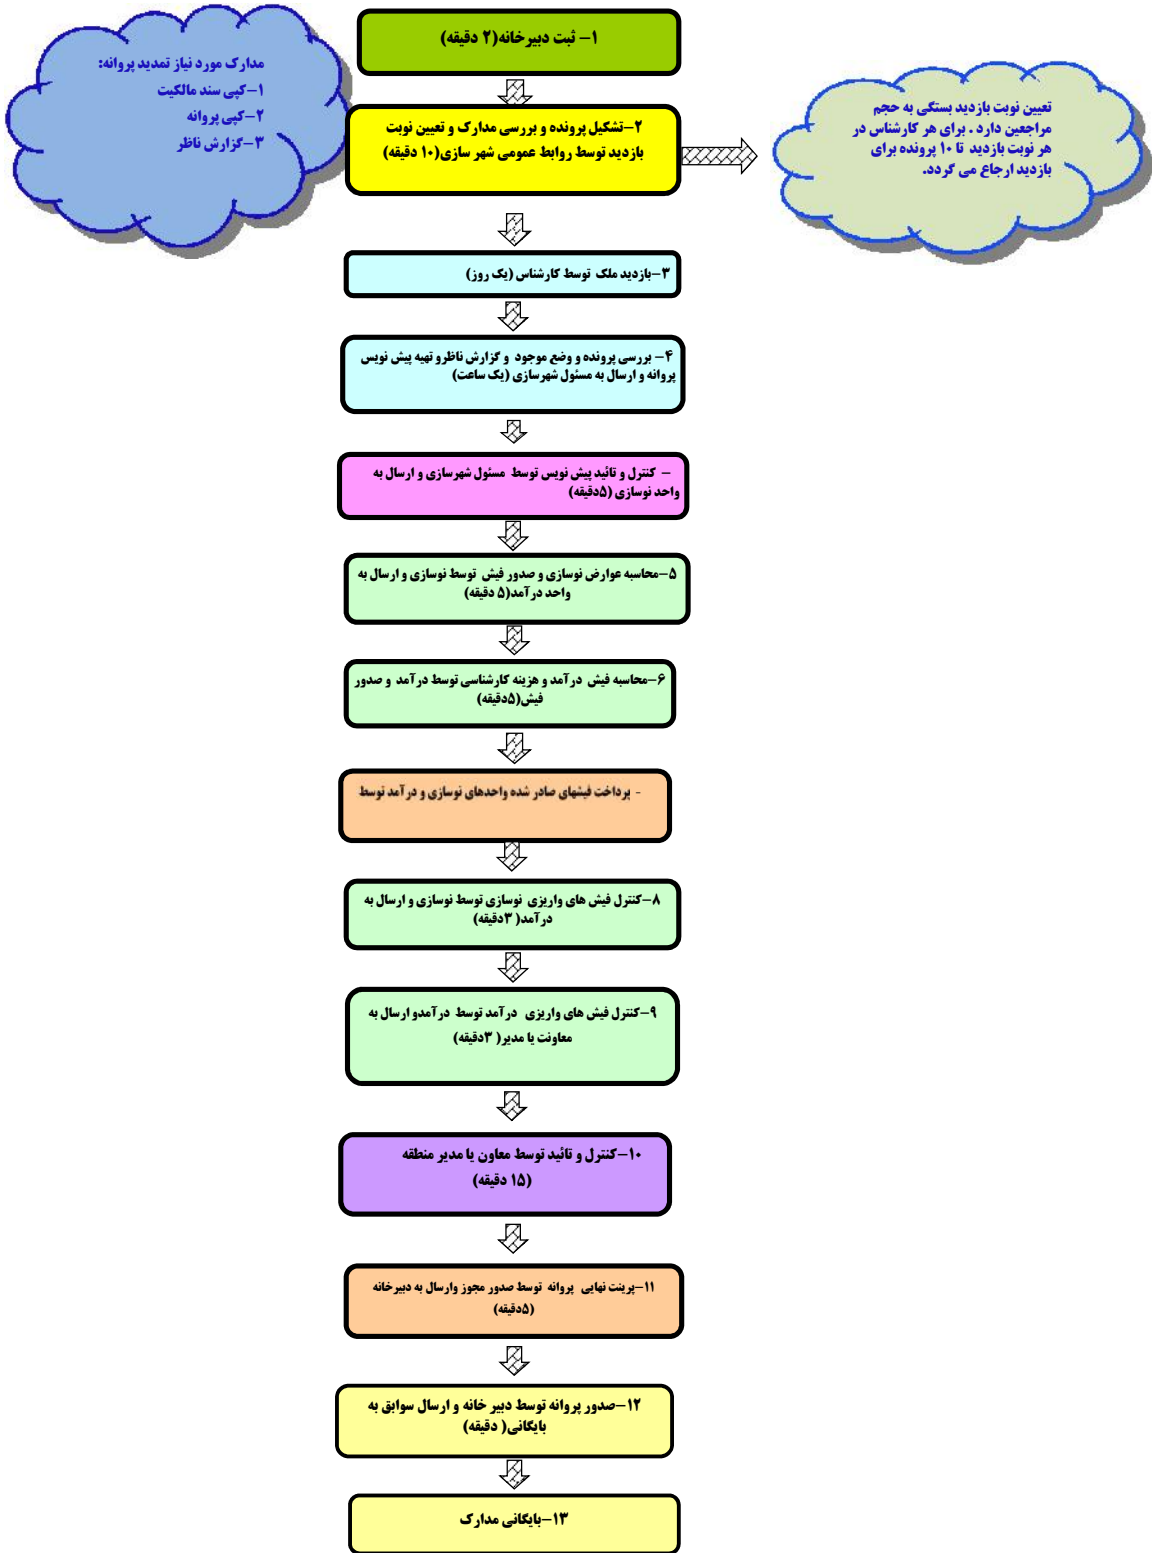 ۱- ثبت دبیرخانه(۲ دقیقه)
مدارک مورد نیاز تمدید پروانه:
۱-کپی سند مالکیت
۲-کپی پروانه
۳-گزارش ناظر
۲-تشکیل پرونده و بررسی مدارک و تعیین نوبت
بازدید توسط روابط عمومی شهر سازی(۱۰ دقیقه)
تعیین نوبت بازدید بستگی به حجم
مراجعین دارد . برای هر کارشناس در
هر نوبت بازدید تا ۱۰ پرونده برای
بازدید ارجاع می گردد.
۳-بازدید ملک توسط کارشناس (یک روز)
۴- بررسی پرونده و وضع موجود و گزارش ناظرو تهیه پیش نویس
پروانه و ارسال به مسئول شهرسازی (یک ساعت)
- کنترل و تائید پیش نویس توسط مسئول شهرسازی و ارسال به
واحد نوسازی (۵دقیقه)
۵-محاسبه عوارض نوسازی و صدور فیش توسط نوسازی و ارسال به
واحد درآمد(۵ دقیقه)
۶-محاسبه فیش درآمد و هزینه کارشناسی توسط درآمد و صدور
فیش(۵دقیقه)
- پرداخت فیشهای صادر شده واحدهای نوسازی و درآمد توسط
۸-کنترل فیش های واریزی نوسازی توسط نوسازی و ارسال به
درآمد( ۳دقیقه)
۹-کنترل فیش های واریزی درآمد توسط درآمدو ارسال به
معاونت یا مدیر( ۳دقیقه)
۱۰-کنترل و تائید توسط معاون یا مدیر منطقه
(۱۵ دقیقه)
۱۱-پرینت نهایی پروانه توسط صدور مجوز وارسال به دبیرخانه
(۵دقیقه)
۱۲-صدور پروانه توسط دبیر خانه و ارسال سوابق به
بایگانی( دقیقه)
۱۳-بایگانی مدارک